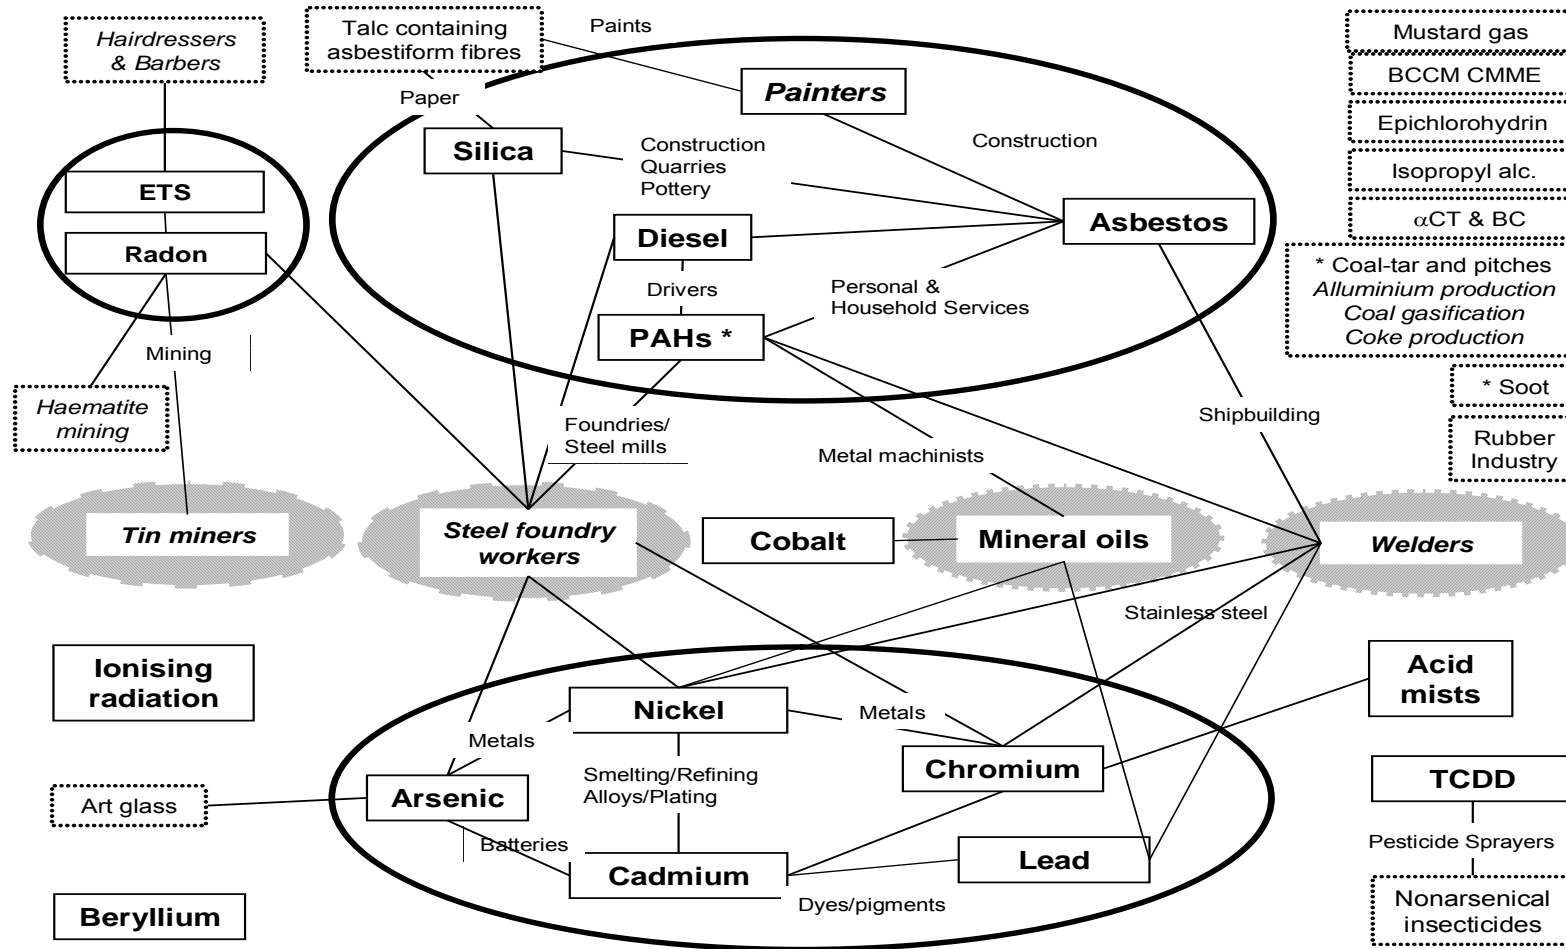 Hairdressers
& Barbers
Talc containing
asbestiform fibres
Paints
Mustard gas
BCCM CMME
Epichlorohydrin
Isopropyl alc.
αCT & BC
* Coal-tar and pitches
Alluminium production
Coal gasification
Coke production
* Soot
Rubber
Industry
Paper
Painters
Silica
Construction
Quarries
Pottery
Construction
ETS
Radon
Diesel
Asbestos
Drivers
Personal &
Household Services
PAHs *
Mining
Haematite
mining
Foundries/
Steel mills
Metal machinists
Shipbuilding
Tin miners
Steel foundry
workers
Cobalt
Mineral oils
Welders
Stainless steel
Ionising
radiation
Acid
mists
Nickel
Metals
Metals
Chromium
Smelting/Refining
Alloys/Plating
Arsenic
Art glass
TCDD
Batteries
Cadmium
Lead
Pesticide Sprayers
Dyes/pigments
Beryllium
Nonarsenical
insecticides